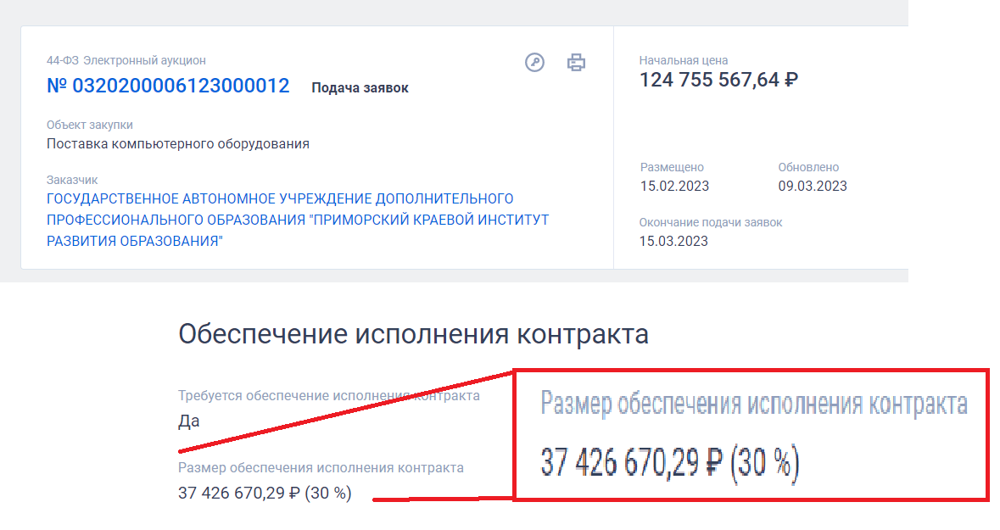 44-ФЗ Электронный аукцион
№ 0320200006123000012 Подача заявок
Объект закупки
Поставка компьютерного оборудования
Заказчик
ГОСУДАРСТВЕННОЕ АВТОНОМНОЕ УЧРЕЖДЕНИЕ ДОПОЛНИТЕЛЬНОГО
ПРОФЕССИОНАЛЬНОГО ОБРАЗОВАНИЯ "ПРИМОРСКИЙ КРАЕВОЙ ИНСТИТУТ
РАЗВИТИЯ ОБРАЗОВАНИЯ"
Начальная цена
124 755 567,64 ₽
Размещено
15.02.2023
Обновлено
09.03.2023
Окончание подачи заявок
15.03.2023
Обеспечение исполнения контракта
Требуется обеспечение исполнения контракта
Да
Размер обеспечения исполнения контракта
37 426 670,29 ₽ (30 %)
Размер обеспечения исполнения контракта
37 426 670,29 ₽ (30 %)